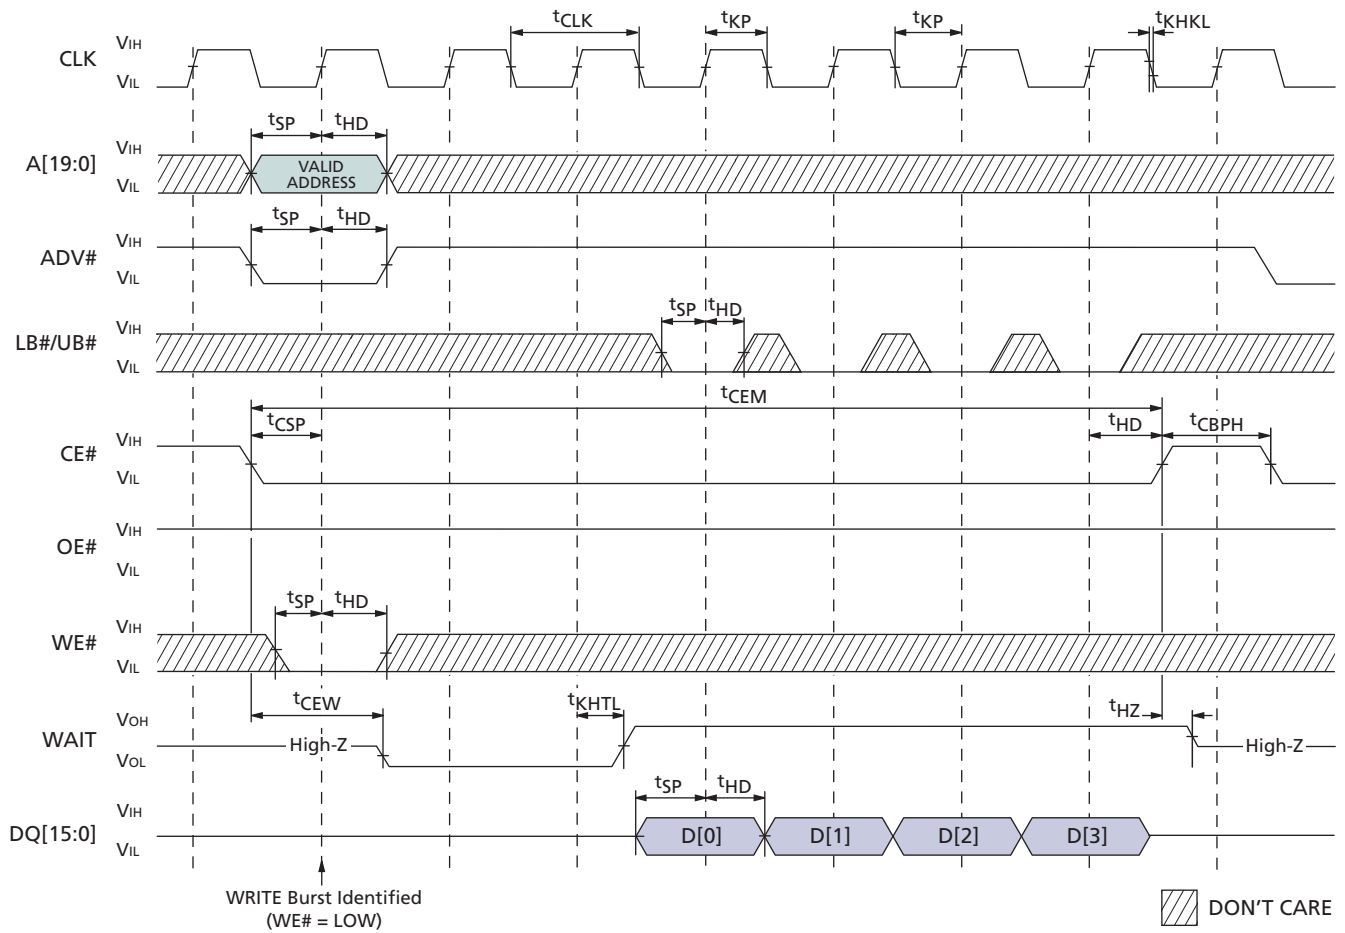 tCLK tKP tKP tKHKL
CLK VIH
VIL
tSP tHD
A[19:0] VIH
VIL
VALID
ADDRESS
tSP tHD
ADV# VIH
VIL
tSP tHD
LB#/UB# VIH
VIL
tCEM
tCSP tHD tCBPH
CE# VIH
VIL
OE# VIH
VIL
tSP tHD
WE# VIH
VIL
tCEW tKHTL tHZ
WAIT VOH
VOL
High-Z High-Z
tSP tHD
DQ[15:0] VIH
VIL
D[0] D[1] D[2] D[3]
WRITE Burst Identified
(WE# = LOW)
DON'T CARE